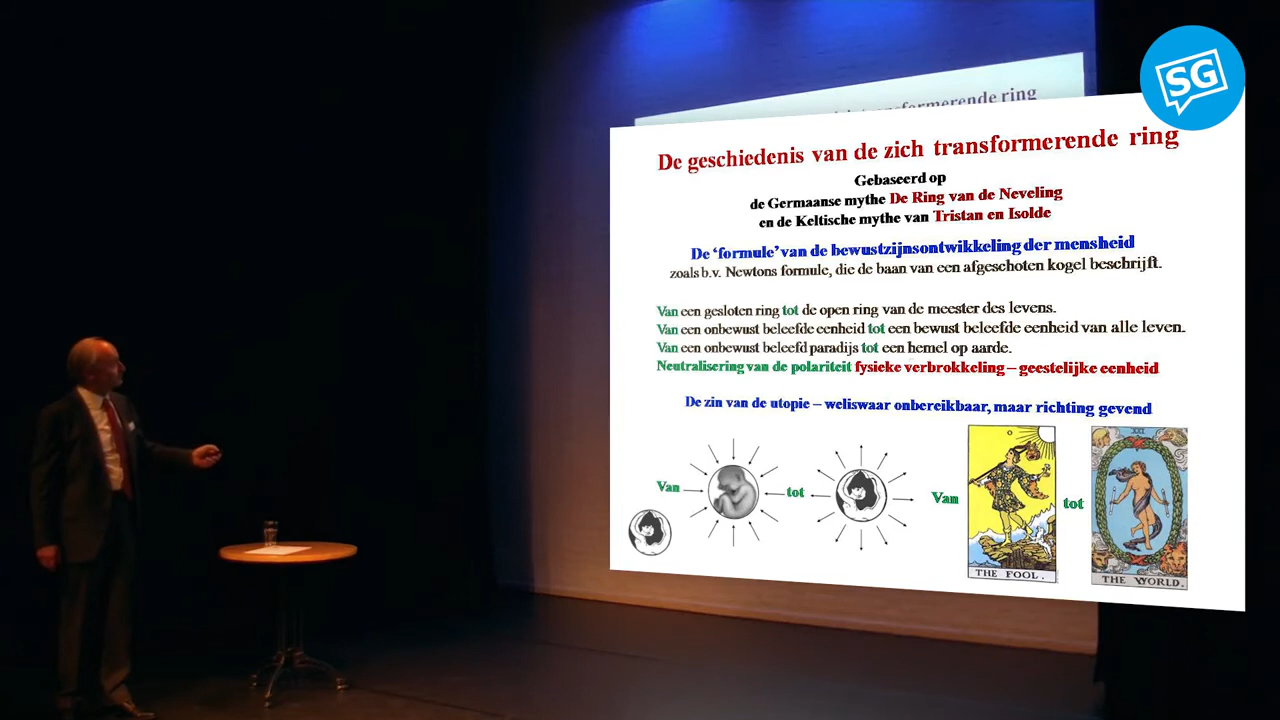 SG
transformerende ring
De geschiedenis van de zich transformerende ring
Gebaseerd op
de Germaanse mythe De Ring van de Neveling
en de Keltische mythe van Tristan en Isolde
De ‘formule’ van de bewustzijnsontwikkeling der mensheid
zoals b.v. Newtons formule, die de baan van een afgeschoten kogel beschrijft.
Van een gesloten ring tot de open ring van de meester des levens.
Van een onbewust beleefde eenheid tot een bewust beleefde eenheid van alle leven.
Van een onbewust beleefd paradijs tot een hemel op aarde.
Neutralisering van de polariteit fysieke verbrokkeling – geestelijke eenheid
De zin van de utopie – weliswaar onbereikbaar, maar richting gevend
Van tot Van tot
0
XXI
THE FOOL.
THE WORLD.